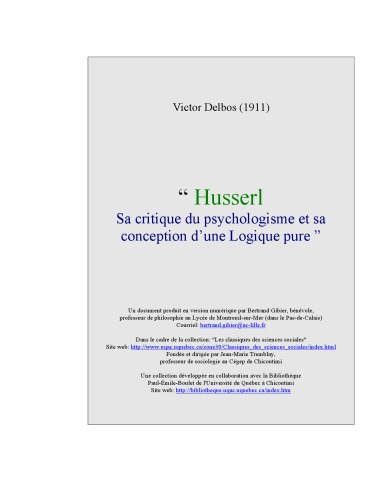 Victor Delbos (1911)
“ Husserl
Sa critique du psychologisme et sa
conception d’une Logique pure ”
Un document produit en version numérique par Bertrand Gibier, bénévole,
professeur de philosophie au Lycée de Montreuil-sur-Mer (dans le Pas-de-Calais)
Courriel: bertrand.gibier@ac-lille.fr
Dans le cadre de la collection: "Les classiques des sciences sociales"
Site web: http://www.uqac.uquebec.ca/zone30/Classiques_des_sciences_sociales/index.html
Fondée et dirigée par Jean-Marie Tremblay,
professeur de sociologie au Cégep de Chicoutimi
Une collection développée en collaboration avec la Bibliothèque
Paul-Émile-Boulet de l'Université du Québec à Chicoutimi
Site web: http://bibliotheque.uqac.uquebec.ca/index.htm